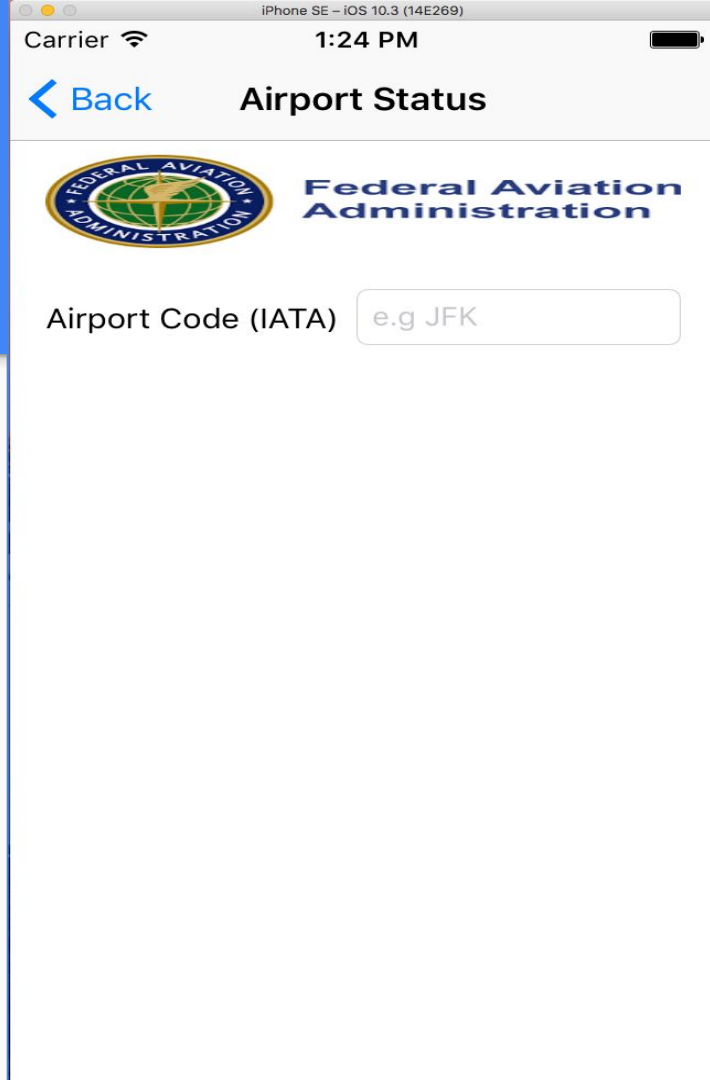 iPhone SE – iOS 10.3 (14E269)
Carrier 1:24 PM
Back Airport Status
FEDERAL AVIATION
ADMINISTRATION
Federal Aviation
Administration
Airport Code (IATA) e.g JFK